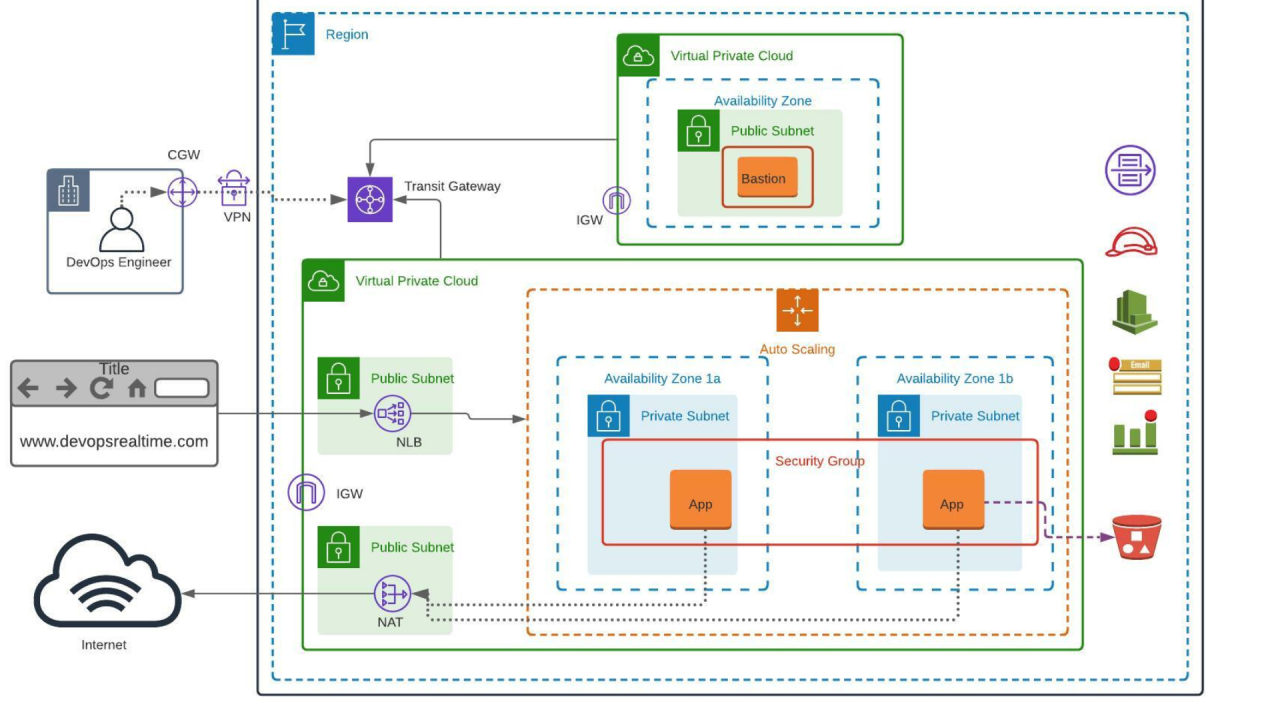 Region
Virtual Private Cloud
Availability Zone
Public Subnet
Bastion
CGW
VPN
Transit Gateway
IGW
DevOps Engineer
Virtual Private Cloud
Auto Scaling
Title
www.devopsrealtime.com
Public Subnet
NLB
Availability Zone 1a
Private Subnet
Availability Zone 1b
Private Subnet
Security Group
App
App
IGW
Public Subnet
NAT
Internet
Email